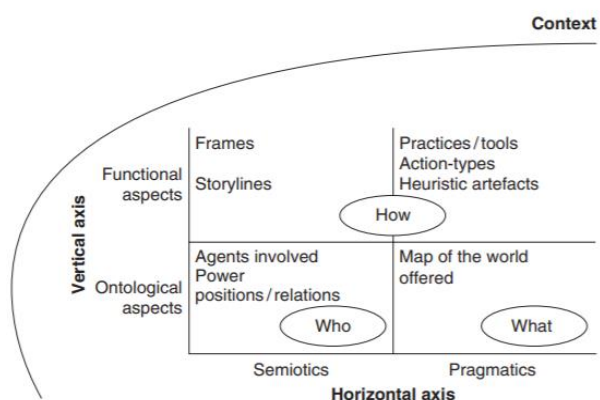 Context
Frames
Storylines
Practices/tools
Action-types
Heuristic artefacts
Functional
aspects
How
Vertical axis
Agents involved
Power
positions/relations
Map of the world
offered
Ontological
aspects
Who
What
Semiotics
Pragmatics
Horizontal axis